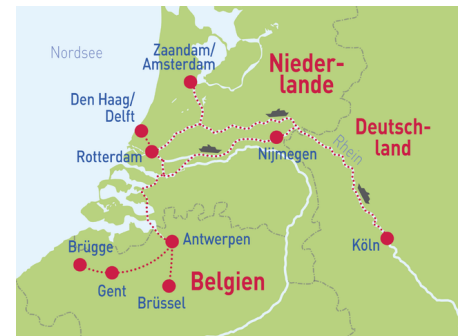 Nordsee
Zaandam/
Amsterdam
Nieder-
lande
Den Haag/
Delft
Deutsch-
land
Rotterdam
Nijmegen
Rhein
Brügge
Antwerpen
Köln
Gent
Brüssel
Belgien